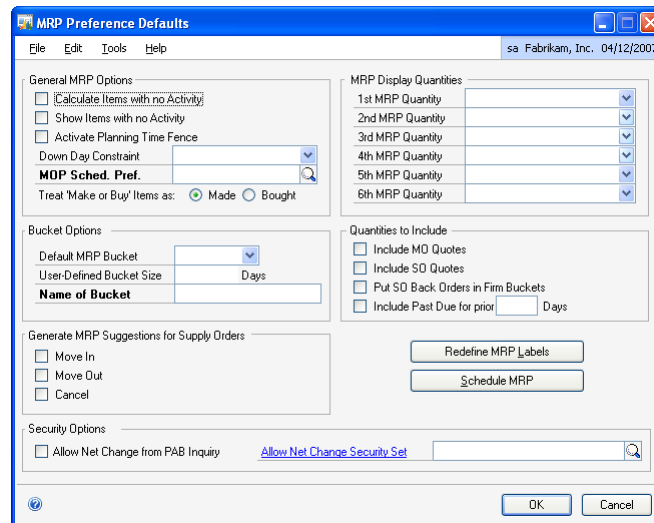 MRP Preference Defaults
File Edit Tools Help
sa Fabrikam, Inc. 04/12/2007
General MRP Options
Calculate Items with no Activity
Show Items with no Activity
Activate Planning Time Fence
Down Day Constraint
MOP Sched. Pref.
Treat 'Make or Buy' Items as: Made Bought
MRP Display Quantities
1st MRP Quantity
2nd MRP Quantity
3rd MRP Quantity
4th MRP Quantity
5th MRP Quantity
6th MRP Quantity
Bucket Options
Default MRP Bucket
User-Defined Bucket Size Days
Name of Bucket
Quantities to Include
Include MO Quotes
Include SO Quotes
Put SO Back Orders in Firm Buckets
Include Past Due for prior Days
Generate MRP Suggestions for Supply Orders
Move In
Move Out
Cancel
Redefine MRP Labels
Schedule MRP
Security Options
Allow Net Change from PAB Inquiry Allow Net Change Security Set
OK Cancel